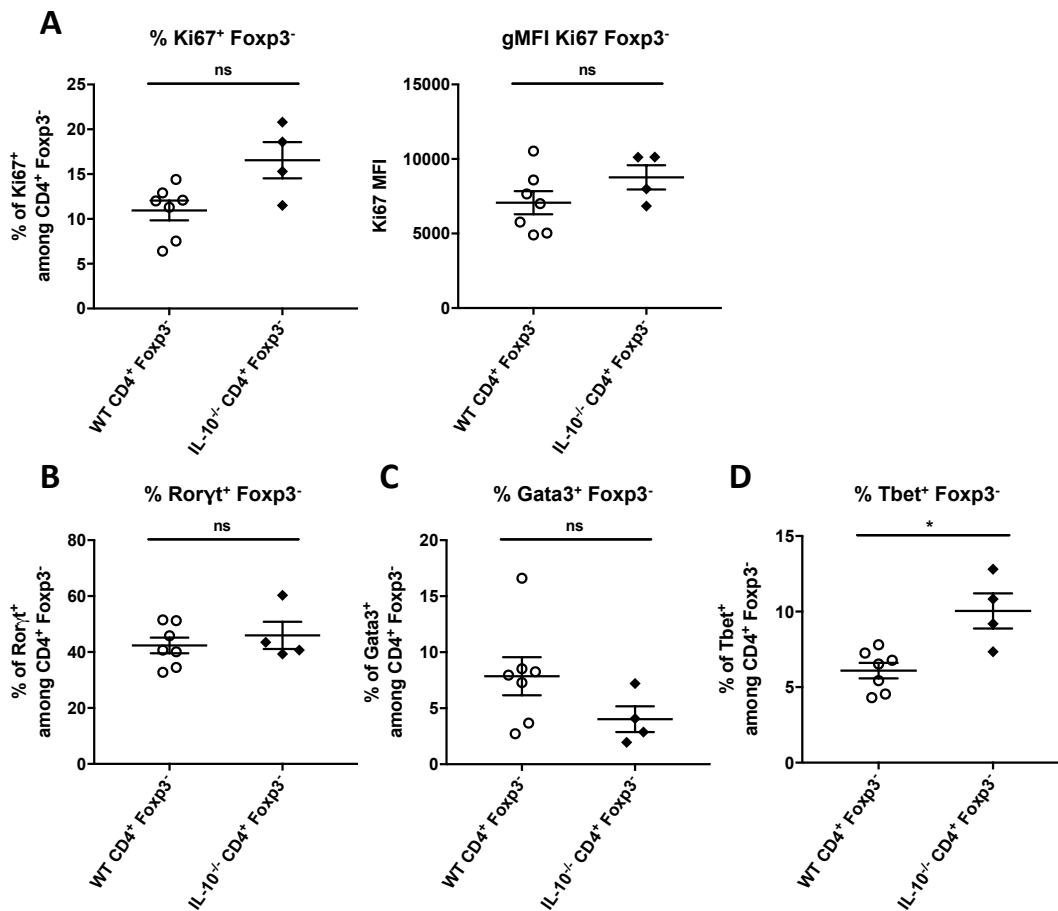 A
% Ki67⁺ Foxp3⁻
ns
25
20
15
10
5
0
% of Ki67⁺
among CD4⁺ Foxp3⁻
WT CD4⁺ Foxp3⁻
IL-10⁻/⁻ CD4⁺ Foxp3⁻
gMFI Ki67 Foxp3⁻
ns
15000
10000
5000
0
Ki67 MFI
WT CD4⁺ Foxp3⁻
IL-10⁻/⁻ CD4⁺ Foxp3⁻
B
% Rorγt⁺ Foxp3⁻
ns
80
60
40
20
0
% of Rorγt⁺
among CD4⁺ Foxp3⁻
WT CD4⁺ Foxp3⁻
IL-10⁻/⁻ CD4⁺ Foxp3⁻
C
% Gata3⁺ Foxp3⁻
ns
20
15
10
5
0
% of Gata3⁺
among CD4⁺ Foxp3⁻
WT CD4⁺ Foxp3⁻
IL-10⁻/⁻ CD4⁺ Foxp3⁻
D
% Tbet⁺ Foxp3⁻
*
15
10
5
0
% of Tbet⁺
among CD4⁺ Foxp3⁻
WT CD4⁺ Foxp3⁻
IL-10⁻/⁻ CD4⁺ Foxp3⁻